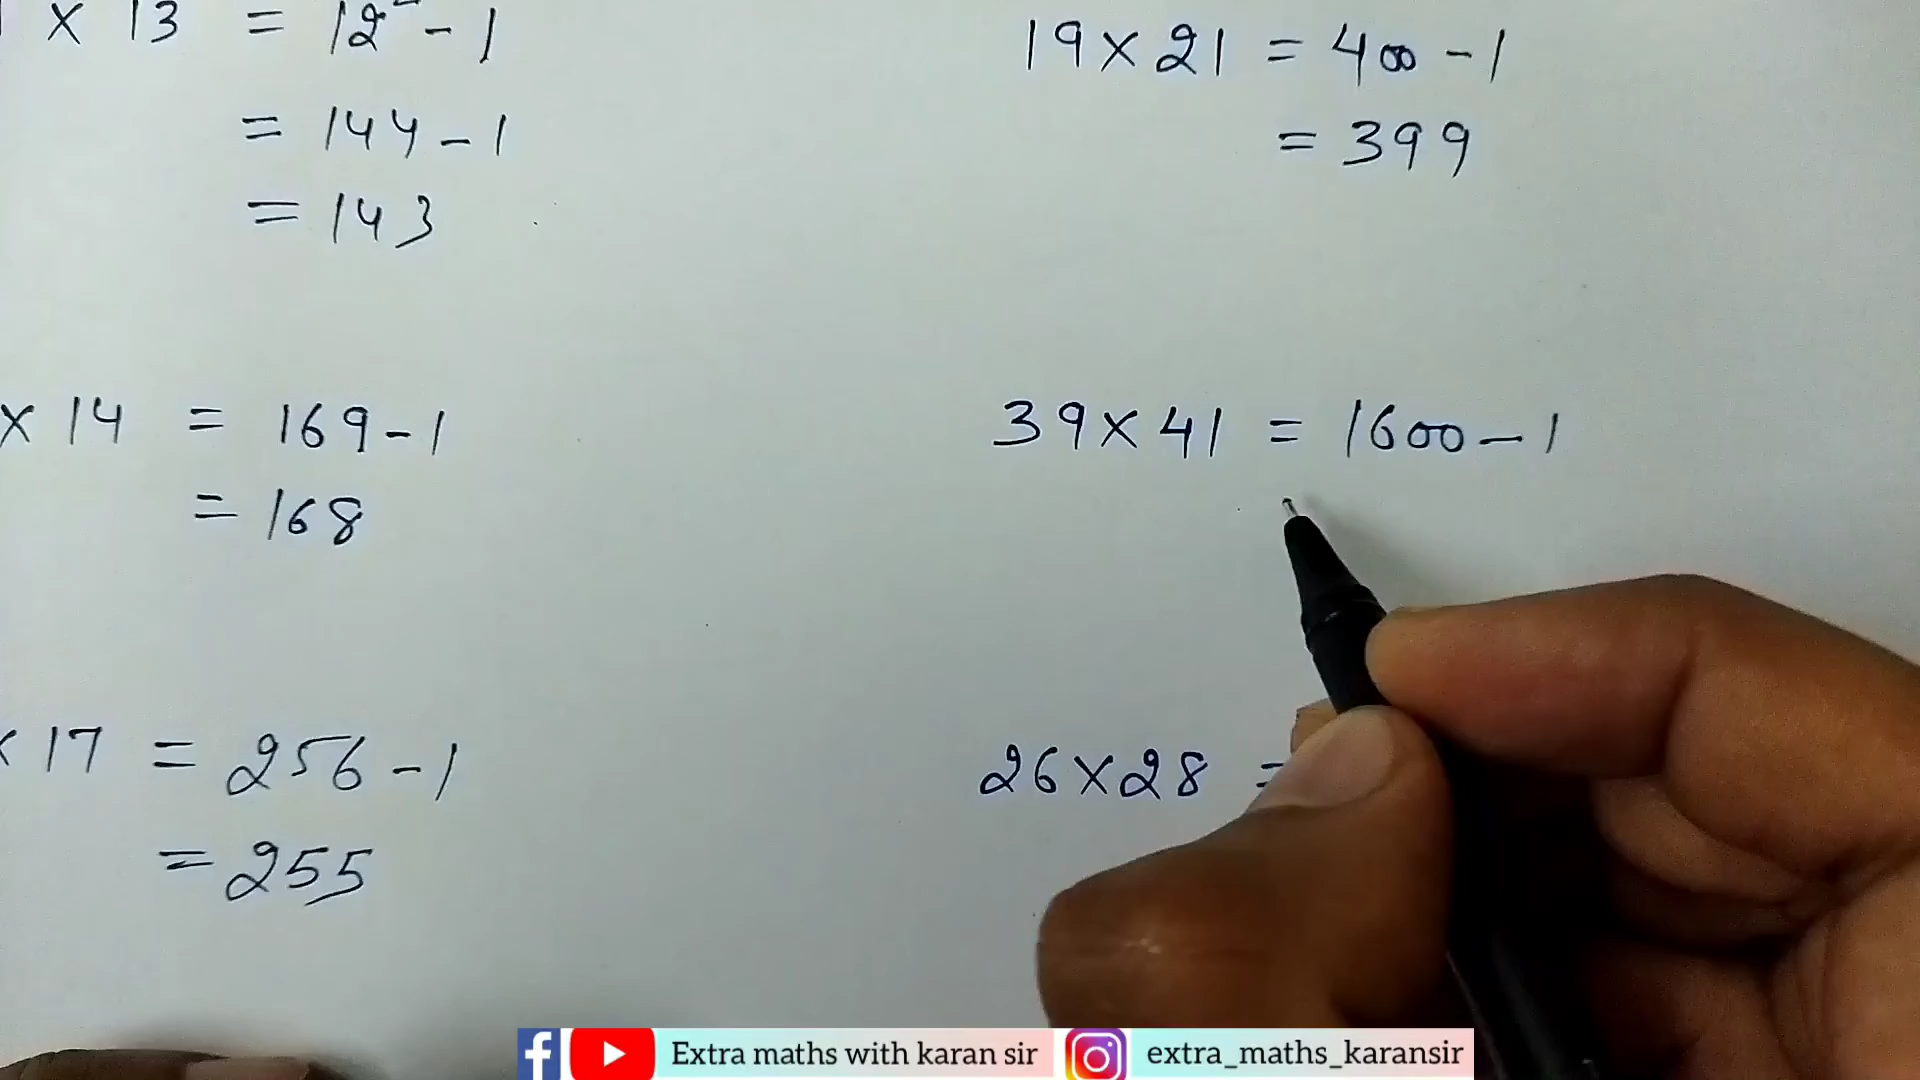 × 13 = 12² - 1
= 144 - 1
= 143
× 14 = 169 - 1
= 168
× 17 = 256 - 1
= 255
19 × 21 = 400 - 1
= 399
39 × 41 = 1600 - 1
26 × 28 =
Extra maths with karan sir
extra_maths_karansir